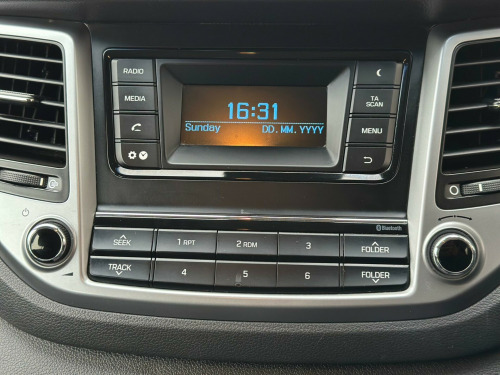 RADIO
MEDIA
16:31
Sunday DD. MM. YYYY
TA
SCAN
MENU
Bluetooth
SEEK
1 RPT
2 RDM
3
FOLDER
TRACK
4
5
6
FOLDER